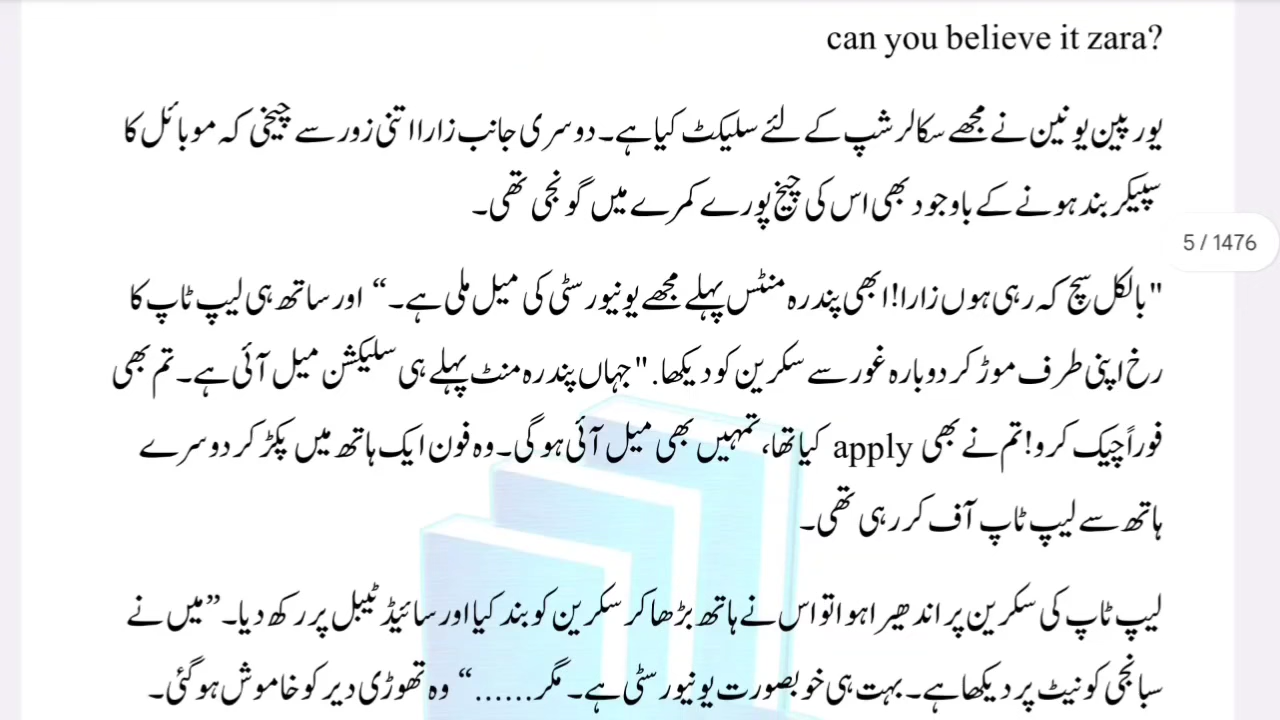 can you believe it zara?
یورپین یونین نے مجھے سکالرشپ کے لئے سلیکٹ کیا ہے۔ دوسری جانب زارا اتنی زور سے چیخی کہ موبائل کا
سپیکر بند ہونے کے باوجود بھی اس کی چیخ پورے کمرے میں گونجی تھی۔
5 / 1476
"بالکل سچ کہ رہی ہوں زارا! ابھی پندرہ منٹس پہلے مجھے یونیورسٹی کی میل ملی ہے۔“ اور ساتھ ہی لیپ ٹاپ کا
رخ اپنی طرف موڑ کر دوبارہ غور سے سکرین کو دیکھا. "جہاں پندرہ منٹ پہلے ہی سلیکشن میل آئی ہے۔ تم بھی
فوراً چیک کرو! تم نے بھی apply کیا تھا، تمہیں بھی میل آئی ہو گی۔ وہ فون ایک ہاتھ میں پکڑ کر دوسرے
ہاتھ سے لیپ ٹاپ آف کر رہی تھی۔
لیپ ٹاپ کی سکرین پر اندھیرا ہوا تو اس نے ہاتھ بڑھا کر سکرین کو بند کیا اور سائیڈ ٹیبل پر رکھ دیا۔ ”میں نے
سبانجی کو نیٹ پر دیکھا ہے۔ بہت ہی خوبصورت یونیورسٹی ہے۔ مگر......“ وہ تھوڑی دیر کو خاموش ہو گئی۔